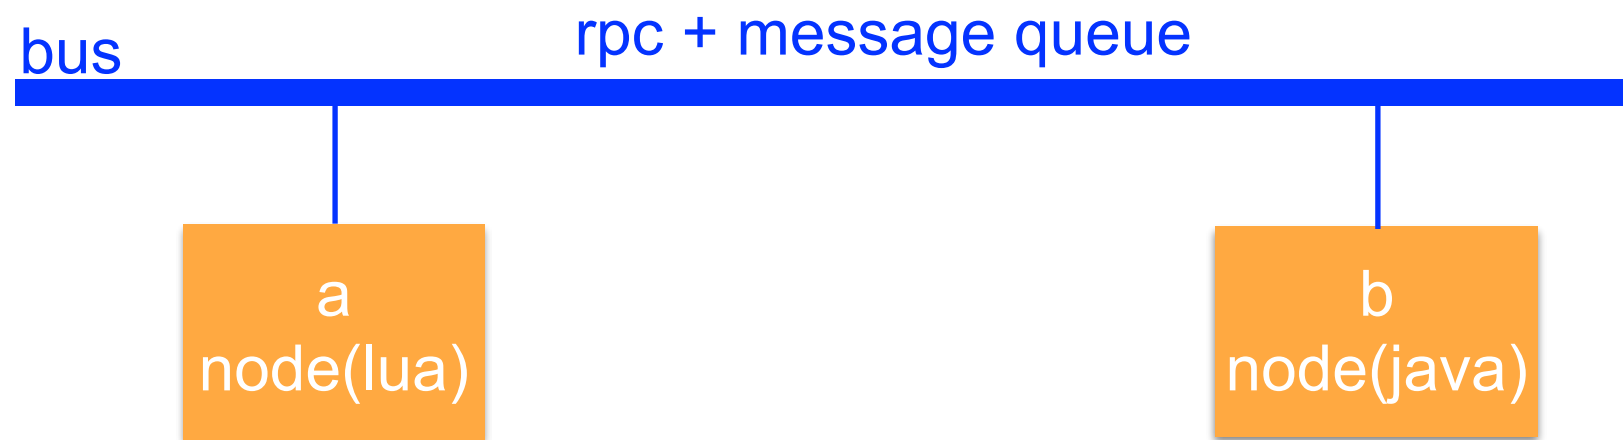 bus
rpc + message queue
a
node(lua)
b
node(java)